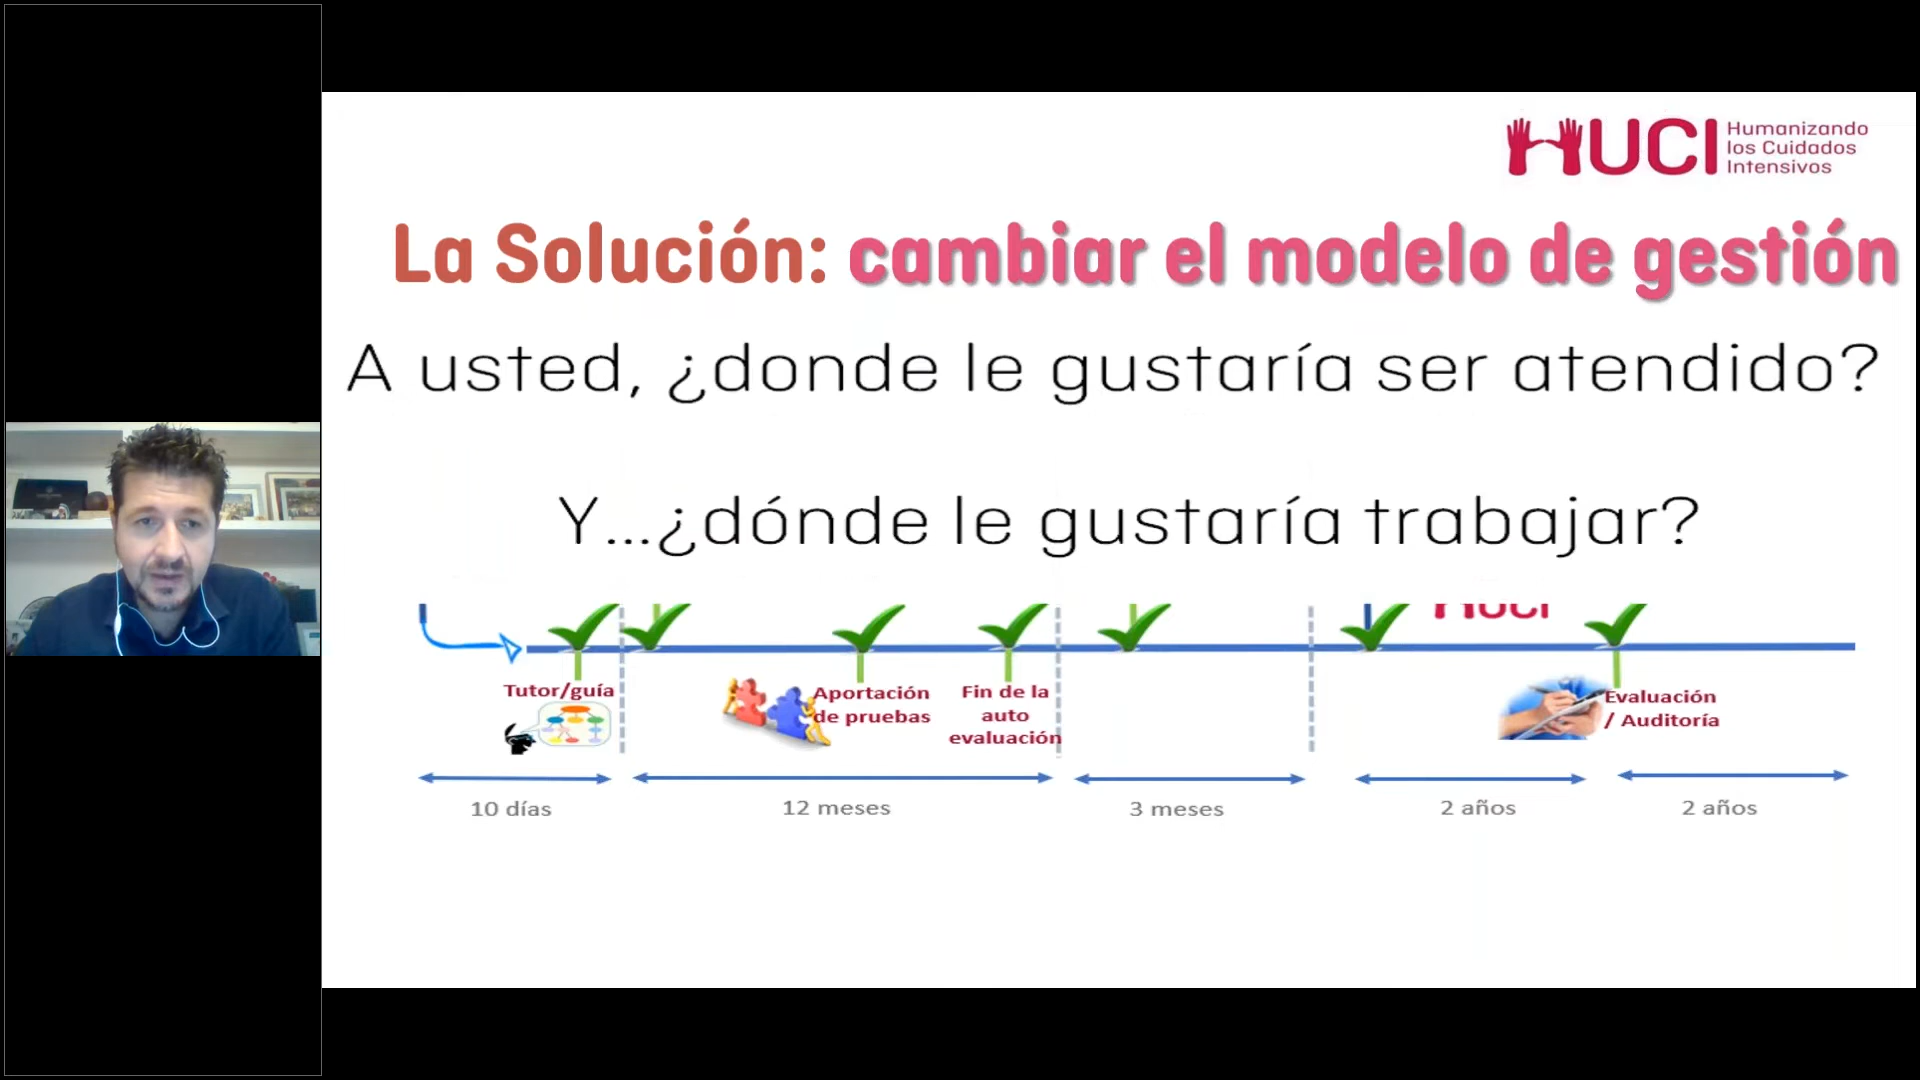 HUCI Humanizando
los Cuidados
Intensivos
La Solución: cambiar el modelo de gestión
A usted, ¿donde le gustaría ser atendido?
Y...¿dónde le gustaría trabajar?
HUCI
Tutor/guía
Aportación
de pruebas
Fin de la
auto
evaluación
Evaluación
/ Auditoría
10 días
12 meses
3 meses
2 años
2 años